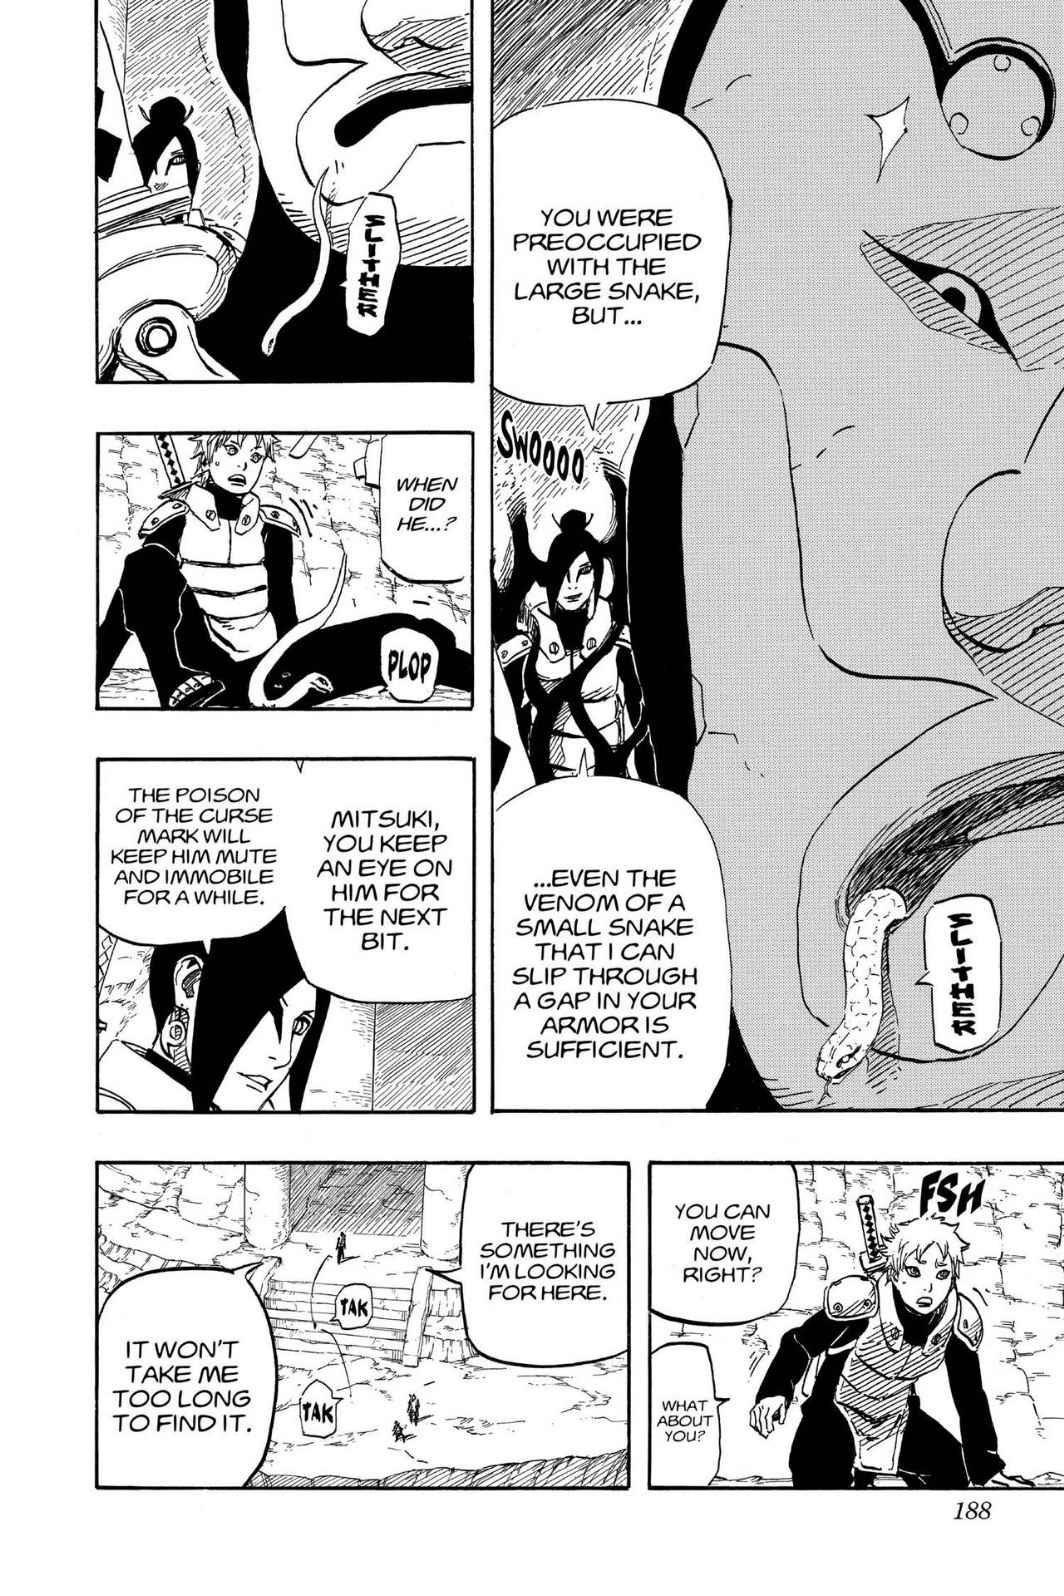 YOU WERE
PREOCCUPIED
WITH THE
LARGE SNAKE,
BUT...
SWOOOO
...EVEN THE
VENOM OF A
SMALL SNAKE
THAT I CAN
SLIP THROUGH
A GAP IN YOUR
ARMOR IS
SUFFICIENT.
SLITHER
SLITHER
WHEN
DID
HE...?
PLOP
MITSUKI,
YOU KEEP
AN EYE ON
HIM FOR
THE NEXT
BIT.
THE POISON
OF THE CURSE
MARK WILL
KEEP HIM MUTE
AND IMMOBILE
FOR A WHILE.
FSH
YOU CAN
MOVE
NOW,
RIGHT?
WHAT
ABOUT
YOU?
THERE'S
SOMETHING
I'M LOOKING
FOR HERE.
TAK
TAK
IT WON'T
TAKE ME
TOO LONG
TO FIND IT.
188